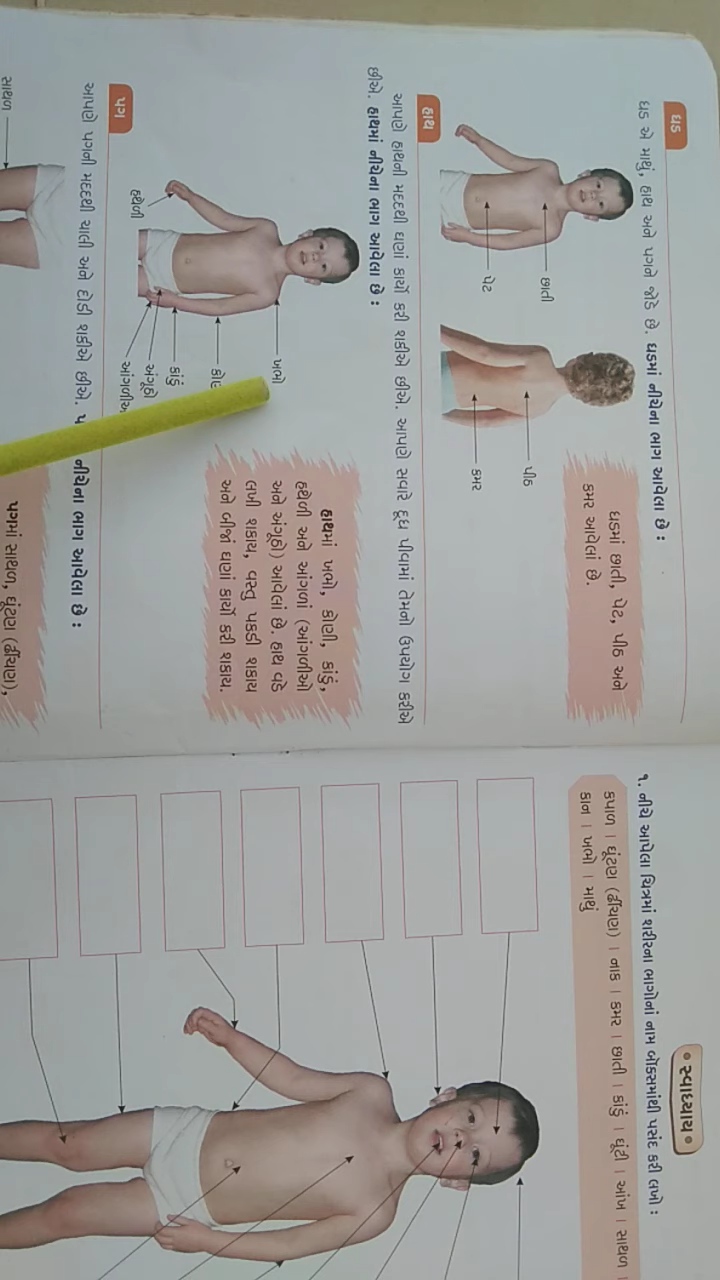 ધડ
ધડ એ માથું, હાથ અને પગને જોડે છે. ધડમાં નીચેના ભાગ આવેલા છે :
છાતી
પેટ
પીઠ
કમર
ધડમાં છાતી, પેટ, પીઠ અને
કમર આવેલાં છે.
હાથ
આપણે હાથની મદદથી ઘણાં કાર્યો કરી શકીએ છીએ. આપણે સવારે દૂધ પીવામાં તેમનો ઉપયોગ કરીએ
છીએ. હાથમાં નીચેના ભાગ આવેલા છે :
ખભો
કાંડું
અંગૂઠો
હથેળી
હાથમાં ખભો, કોણી, કાંડું,
હથેળી અને આંગળાં (આંગળીઓ
અને અંગૂઠો) આવેલાં છે. હાથ વડે
લખી શકાય, વસ્તુ પકડી શકાય
અને બીજાં ઘણાં કાર્યો કરી શકાય.
પગ
આપણે પગની મદદથી ચાલી અને દોડી શકીએ છીએ. નીચેના ભાગ આવેલા છે :
સાથળ
પગમાં સાથળ, ઘૂંટણ (ઢીંચણ),
• સ્વાધ્યાય •
૧. નીચે આપેલા ચિત્રમાં શરીરના ભાગોનાં નામ બૉક્સમાંથી પસંદ કરી લખો :
કપાળ | ઘૂંટણ (ઢીંચણ) | નાક | કમર | છાતી | કાંડું | ઘૂંટી | આંખ | સાથળ
કાન | ખભો | માથું